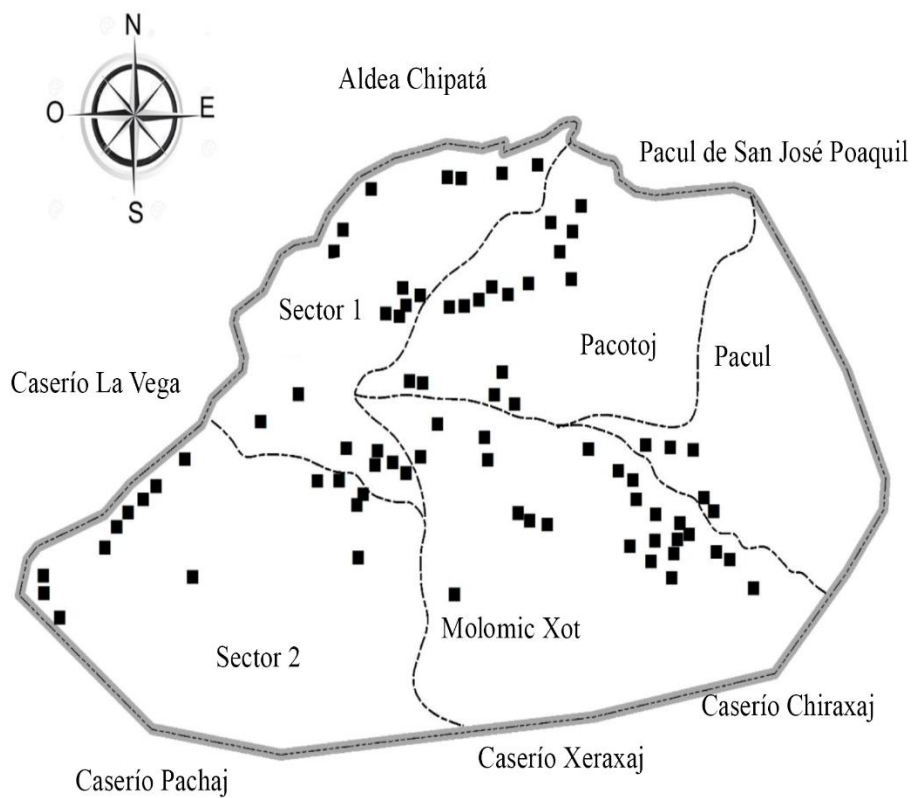 N
Aldea Chipatá
O
E
Pacul de San José Poaquil
S
Sector 1
Pacotoj
Pacul
Caserío La Vega
Molomic Xot
Sector 2
Caserío Chiraxaj
Caserío Xeraxaj
Caserío Pachaj